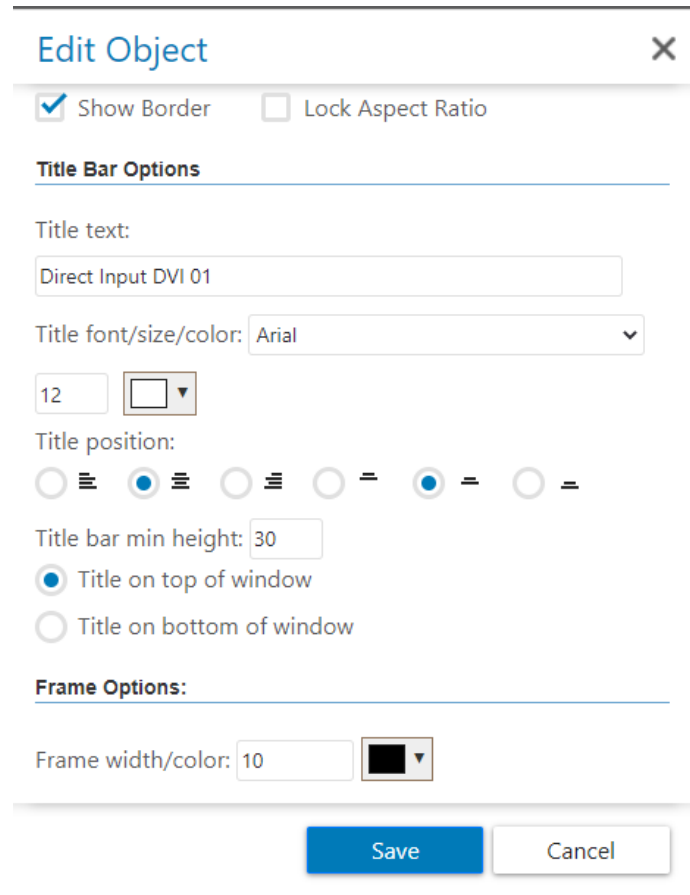 Edit Object
Show Border Lock Aspect Ratio
Title Bar Options
Title text:
Direct Input DVI 01
Title font/size/color: Arial
12
Title position:
Title bar min height: 30
Title on top of window
Title on bottom of window
Frame Options:
Frame width/color: 10
Save Cancel